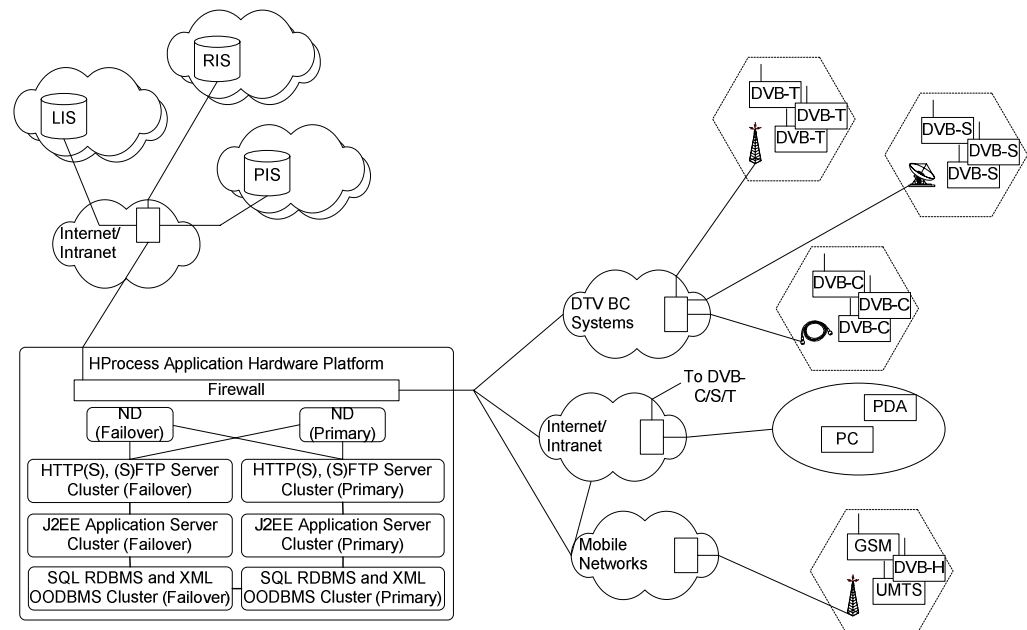 RIS
LIS
PIS
Internet/
Intranet
HProcess Application Hardware Platform
Firewall
ND
(Failover)
ND
(Primary)
HTTP(S), (S)FTP Server
Cluster (Failover)
HTTP(S), (S)FTP Server
Cluster (Primary)
J2EE Application Server
Cluster (Failover)
J2EE Application Server
Cluster (Primary)
SQL RDBMS and XML
OODBMS Cluster (Failover)
SQL RDBMS and XML
OODBMS Cluster (Primary)
DVB-T
DVB-T
DVB-T
DVB-S
DVB-S
DVB-S
DTV BC
Systems
DVB-C
DVB-C
DVB-C
To DVB-
C/S/T
Internet/
Intranet
PDA
PC
Mobile
Networks
GSM
DVB-H
UMTS